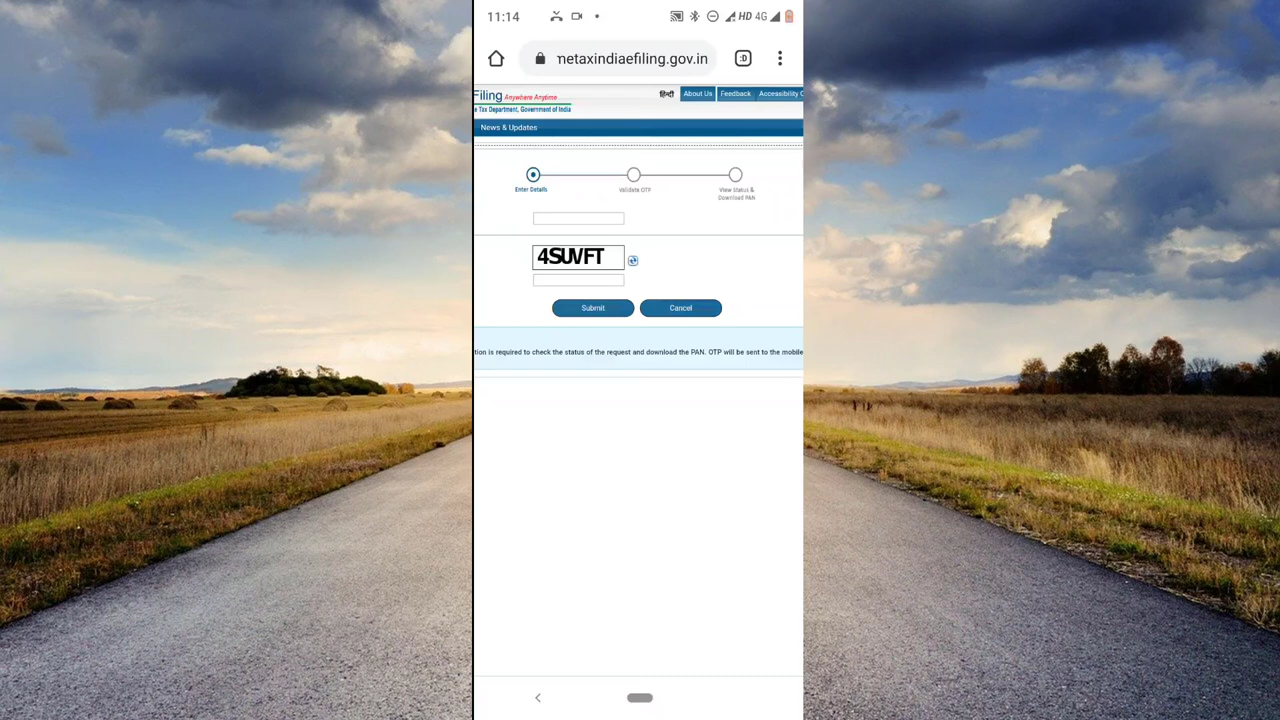 11:14 HD 4G
netaxindiaefiling.gov.in :D
Filing Anywhere Anytime हिन्दी About Us Feedback Accessibility
e Tax Department, Government of India
News & Updates
Enter Details Validate OTP View Status &
Download PAN
4SUVFT
Submit Cancel
tion is required to check the status of the request and download the PAN. OTP will be sent to the mobile